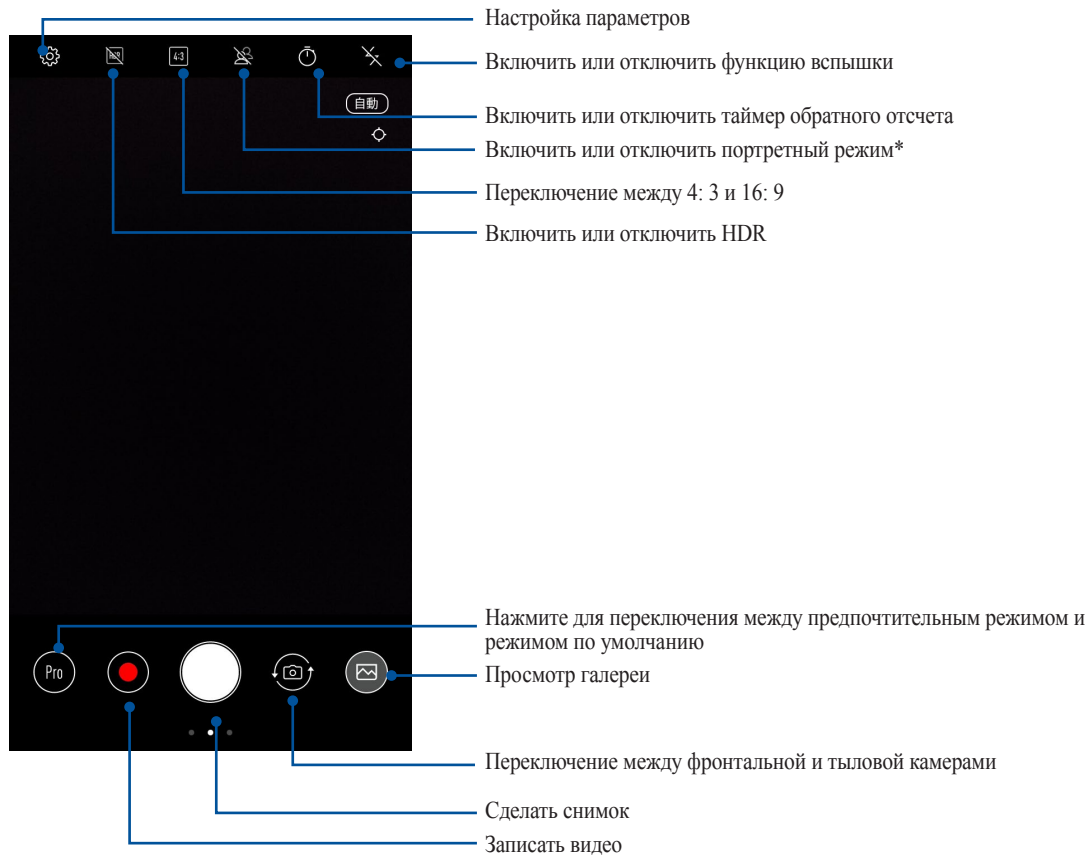 Настройка параметров
Включить или отключить функцию вспышки
4:3
自動
Включить или отключить таймер обратного отсчета
Включить или отключить портретный режим*
Переключение между 4: 3 и 16: 9
Включить или отключить HDR
Нажмите для переключения между предпочтительным режимом и
режимом по умолчанию
Pro
Просмотр галереи
Переключение между фронтальной и тыловой камерами
Сделать снимок
Записать видео